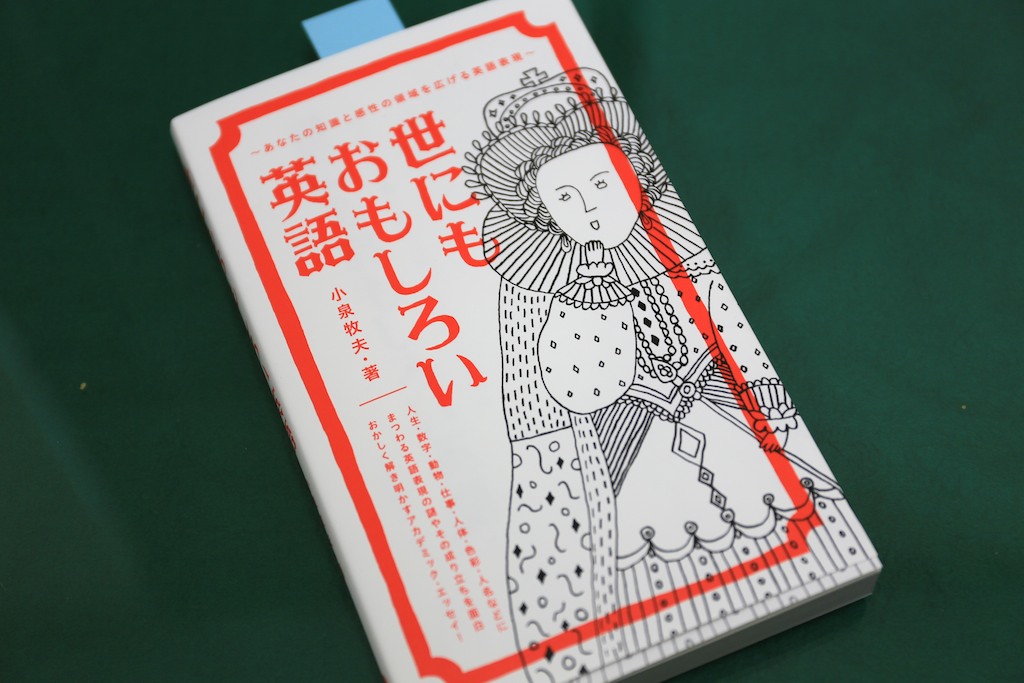 ～あなたの知識と感性の領域を広げる英語表現～
世にも
おもしろい
英語
小泉牧夫・著
人生・数字・動物・仕事・人体・色彩・人名などに
まつわる英語表現の謎やその成り立ちを面白
おかしく解き明かすアカデミック・エッセイ！